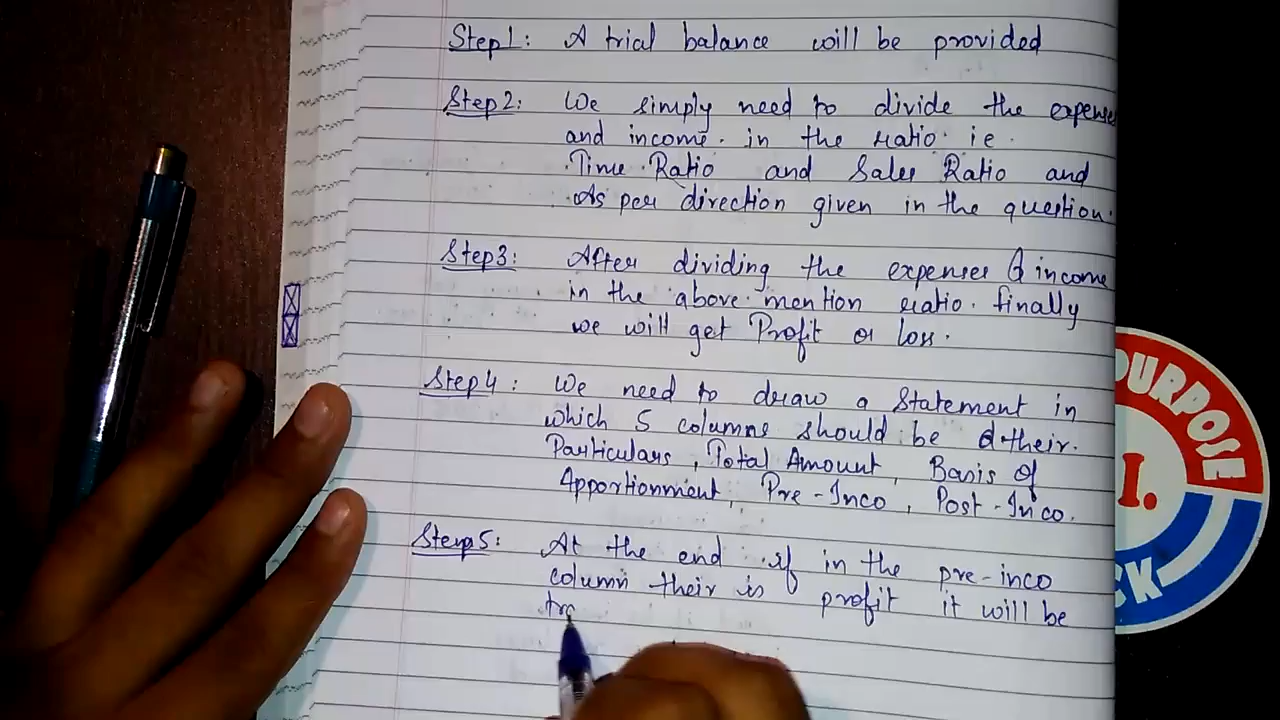 Step1: A trial balance will be provided
Step2: We simply need to divide the expense
and income. in the ratio. ie.
Time Ratio and Sales Ratio and
As per direction given in the question.
Step3: After dividing the expenses & income
in the above mention ratio. finally
we will get Profit or loss.
Step4: We need to draw a Statement in
which 5 columns should be their.
Particulars, Total Amount, Basis of
Apportionment, Pre-Inco, Post-Inco.
Step5: At the end if in the pre-inco
column their is profit it will be
tra
URPOSE
I.
CK